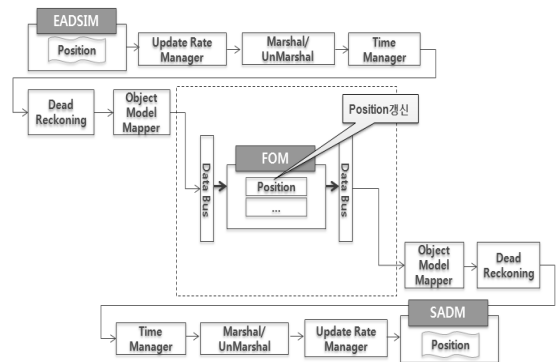 EADSIM
Position
Update Rate
Manager
Marshal/
UnMarshal
Time
Manager
Dead
Reckoning
Object
Model
Mapper
Position갱신
Data Bus
FOM
Position
...
Data Bus
Object
Model
Mapper
Dead
Reckoning
SADM
Position
Time
Manager
Marshal/
UnMarshal
Update Rate
Manager